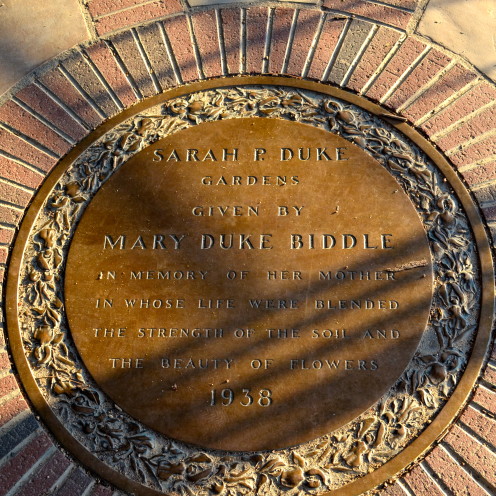 SARAH P. DUKE
GARDENS
GIVEN BY
MARY DUKE BIDDLE
IN MEMORY OF HER MOTHER
IN WHOSE LIFE WERE BLENDED
THE STRENGTH OF THE SOIL AND
THE BEAUTY OF FLOWERS
1938